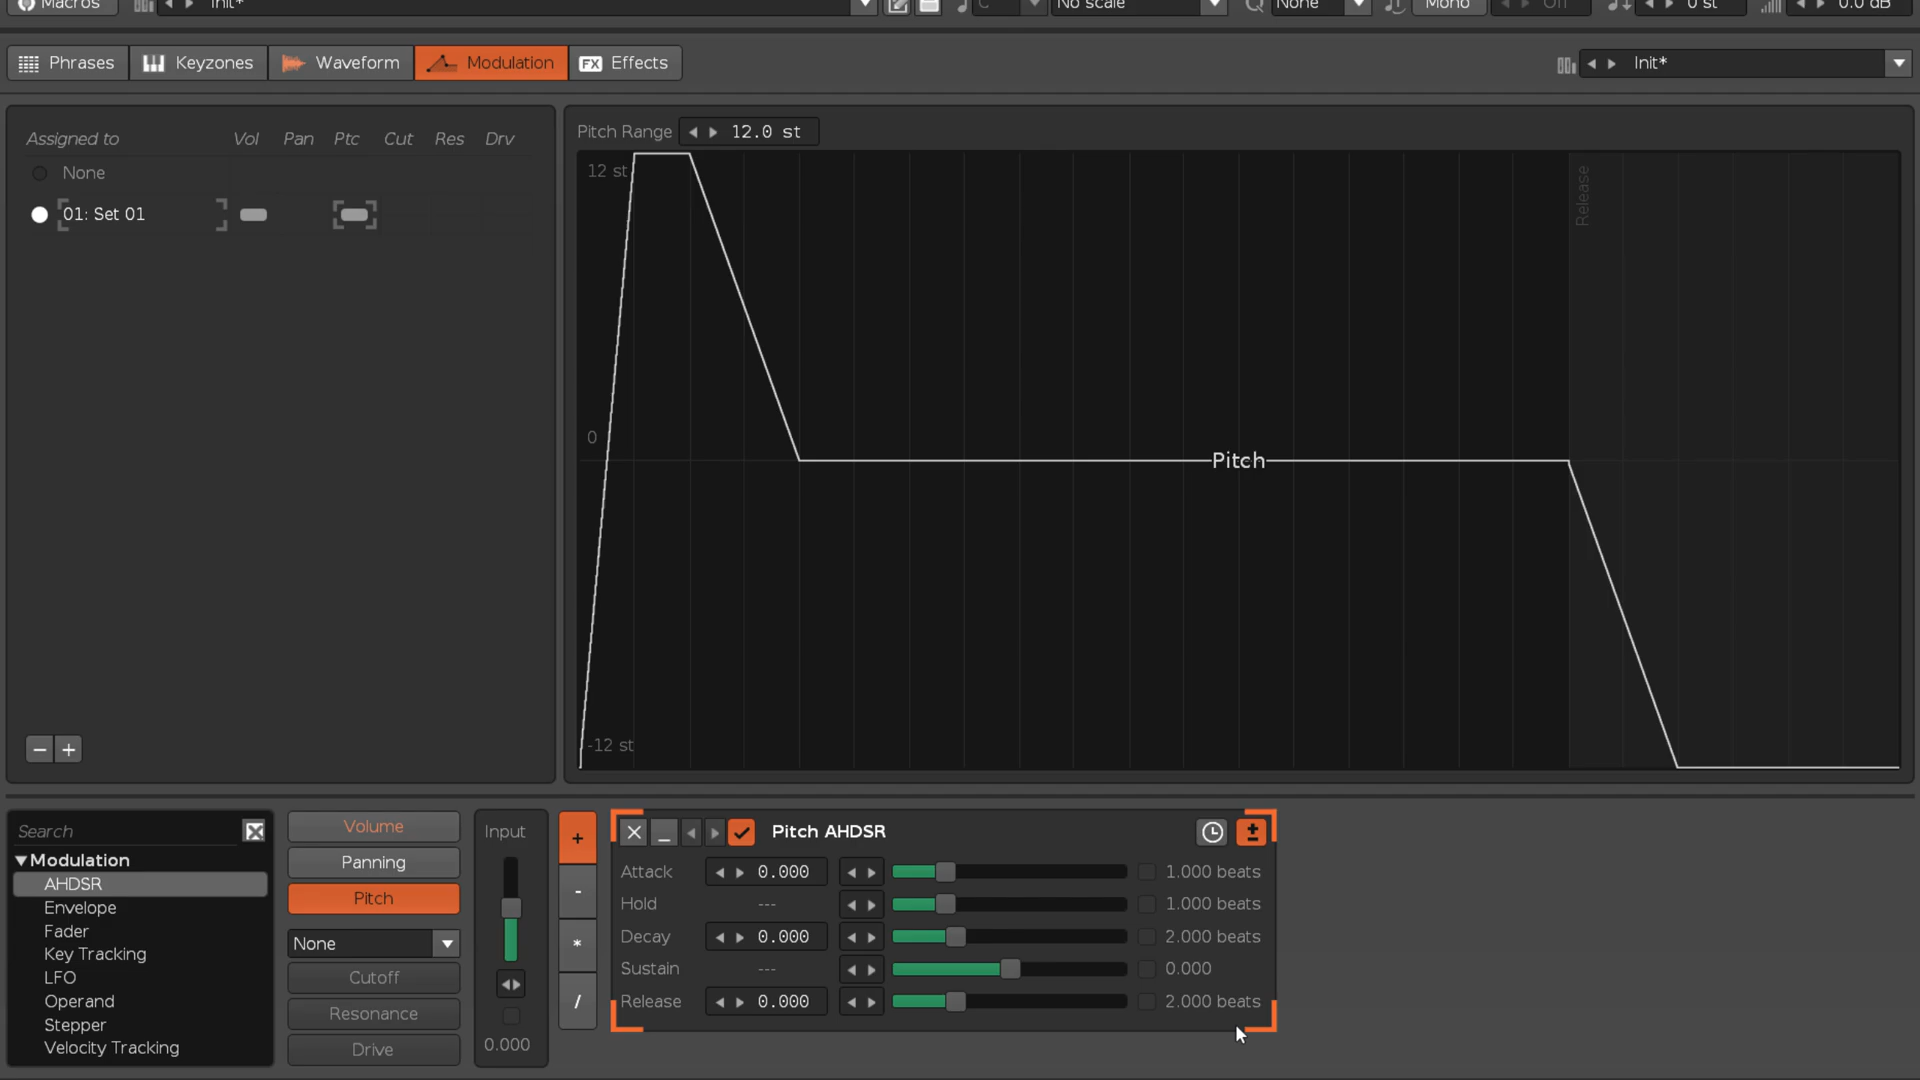 Macros Init* C No scale None Mono Off 0 st 0.0 dB
Phrases Keyzones Waveform Modulation FX Effects Init*
Assigned to Vol Pan Ptc Cut Res Drv
None
01: Set 01
Pitch Range 12.0 st
12 st
Release
0
Pitch
-12 st
Search
Modulation
AHDSR
Envelope
Fader
Key Tracking
LFO
Operand
Stepper
Velocity Tracking
Volume
Panning
Pitch
None
Cutoff
Resonance
Drive
Input
0.000
+
-
*
/
Pitch AHDSR
Attack 0.000 1.000 beats
Hold --- 1.000 beats
Decay 0.000 2.000 beats
Sustain --- 0.000
Release 0.000 2.000 beats